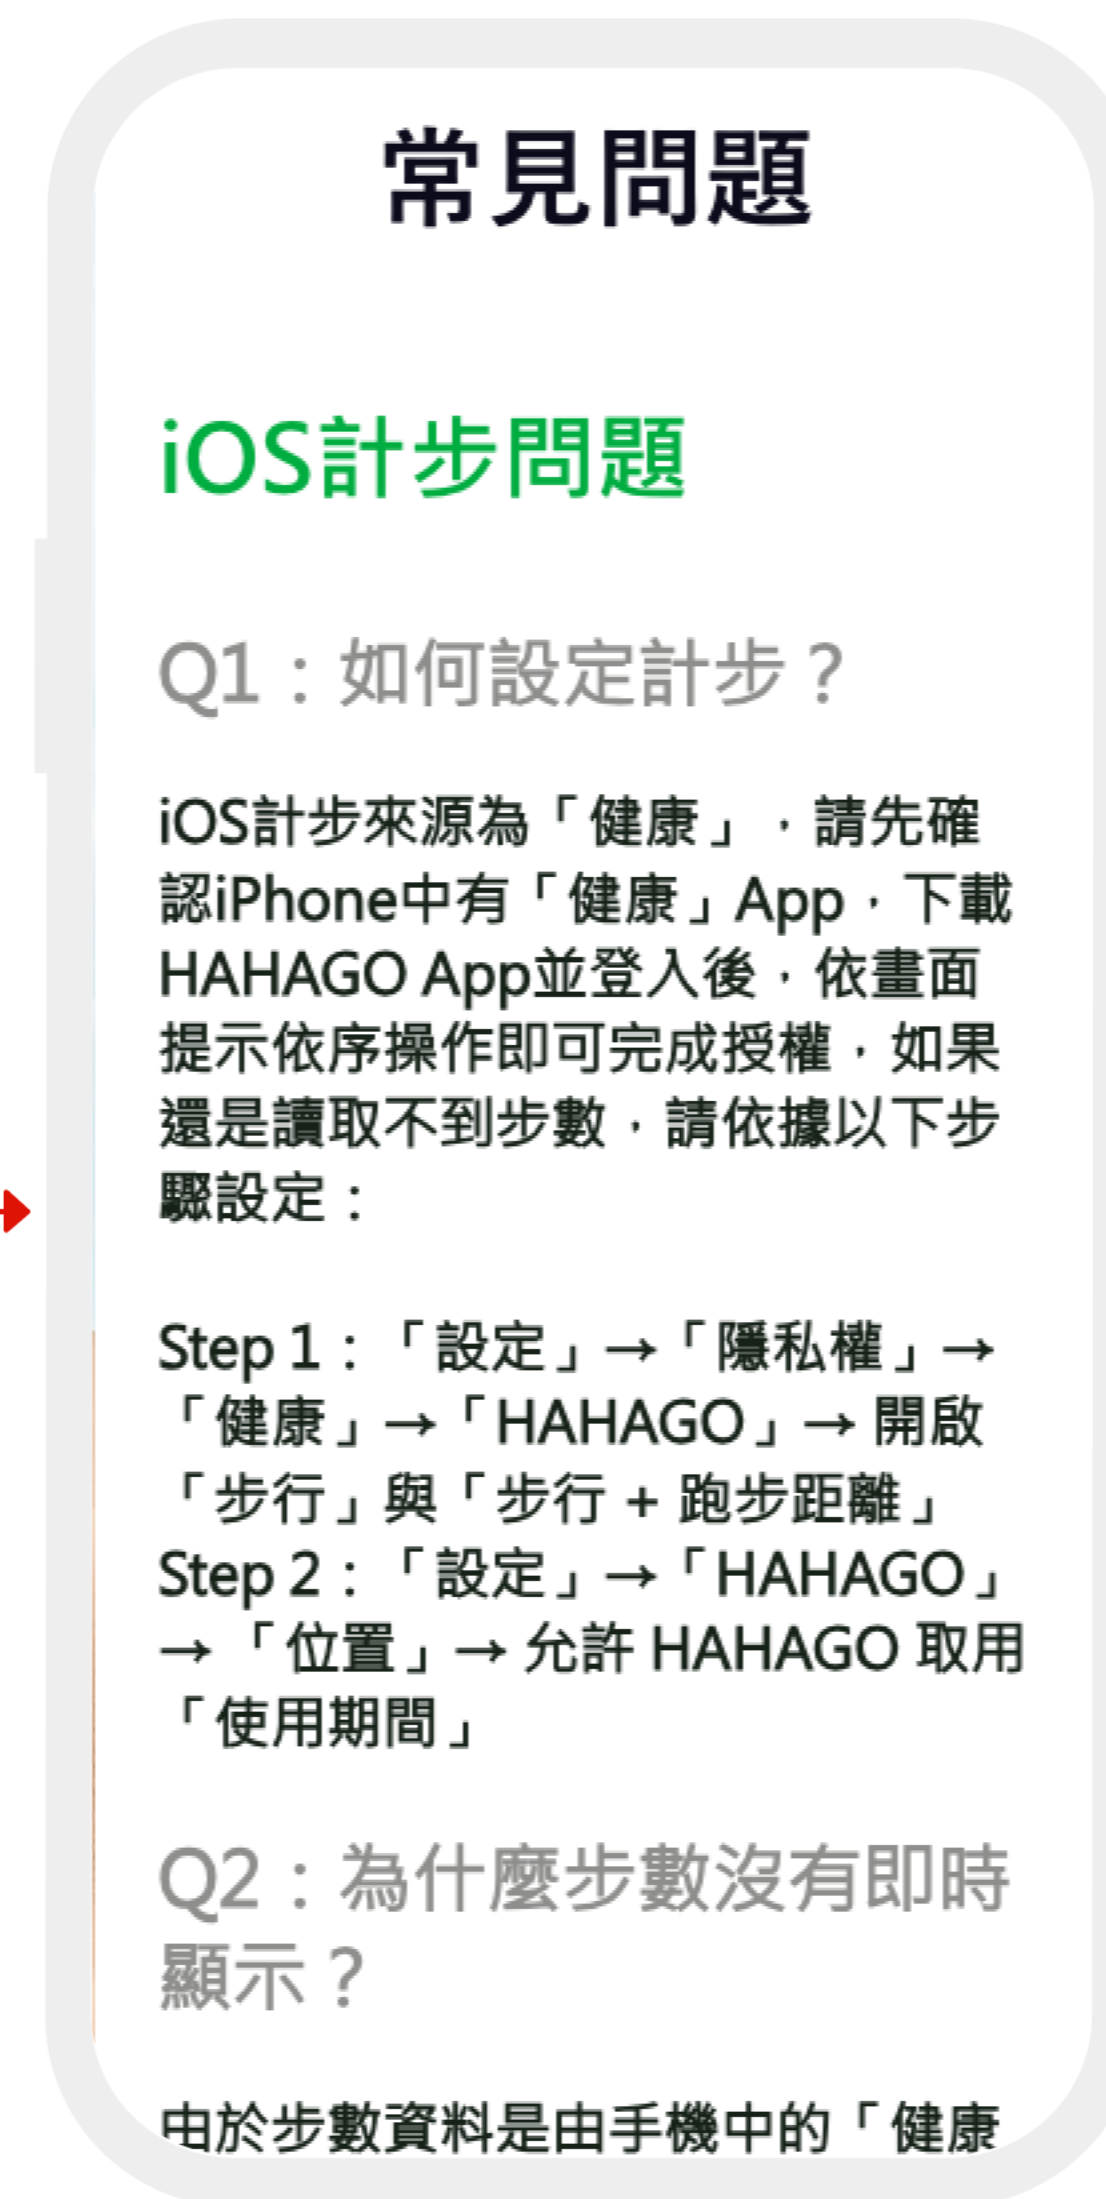 常見問題
iOS計步問題
Q1：如何設定計步？
iOS計步來源為「健康」，請先確
認iPhone中有「健康」App，下載
HAHAGO App並登入後，依畫面
提示依序操作即可完成授權，如果
還是讀取不到步數，請依據以下步
驟設定：
Step 1：「設定」→「隱私權」→
「健康」→「HAHAGO」→ 開啟
「步行」與「步行 + 跑步距離」
Step 2：「設定」→「HAHAGO」
→ 「位置」→ 允許 HAHAGO 取用
「使用期間」
Q2：為什麼步數沒有即時
顯示？
由於步數資料是由手機中的「健康